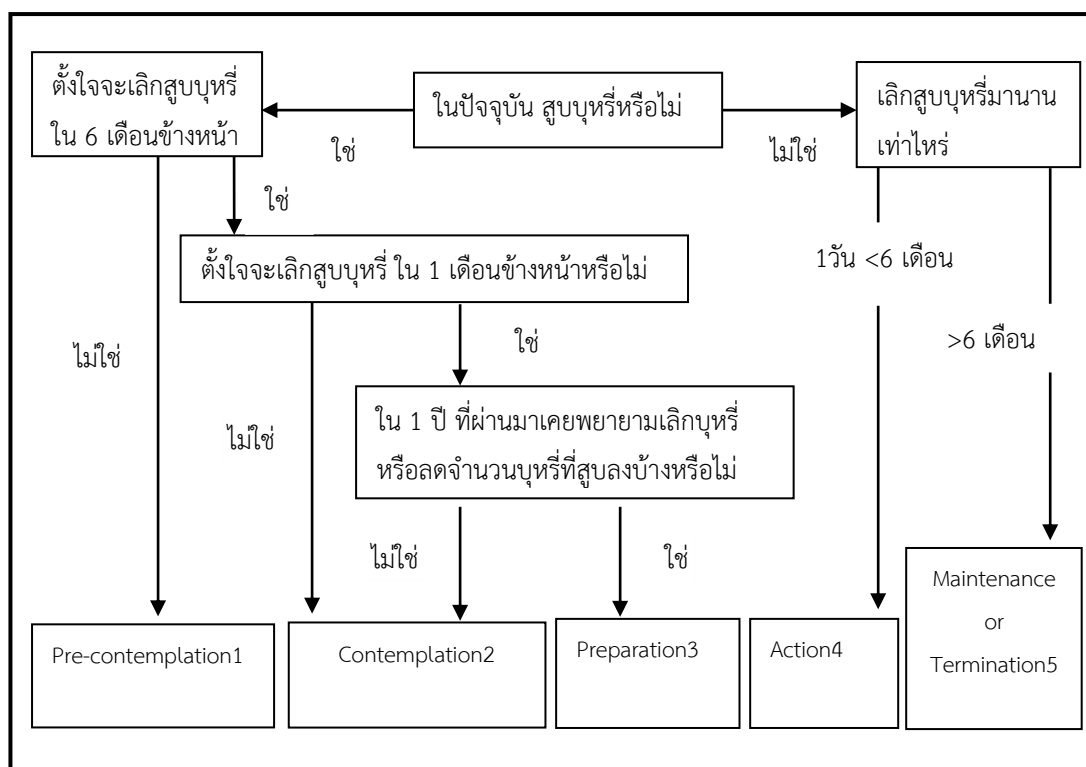 ตั้งใจจะเลิกสูบบุหรี่
ใน 6 เดือนข้างหน้า
ในปัจจุบัน สูบบุหรี่หรือไม่
เลิกสูบบุหรี่มานาน
เท่าไหร่
ใช่
ไม่ใช่
ใช่
ตั้งใจจะเลิกสูบบุหรี่ ใน 1 เดือนข้างหน้าหรือไม่
1วัน <6 เดือน
ไม่ใช่
ใช่
>6 เดือน
ใน 1 ปี ที่ผ่านมาเคยพยายามเลิกบุหรี่
หรือลดจำนวนบุหรี่ที่สูบลงบ้างหรือไม่
ไม่ใช่
ไม่ใช่
ใช่
Pre-contemplation1
Contemplation2
Preparation3
Action4
Maintenance
or
Termination5